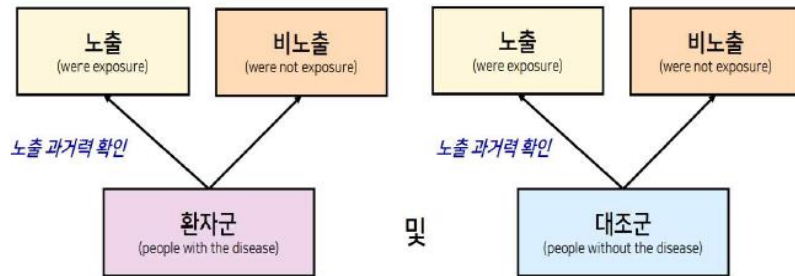 노출
(were exposure)
비노출
(were not exposure)
노출
(were exposure)
비노출
(were not exposure)
노출 과거력 확인
노출 과거력 확인
환자군
(people with the disease)
및
대조군
(people without the disease)